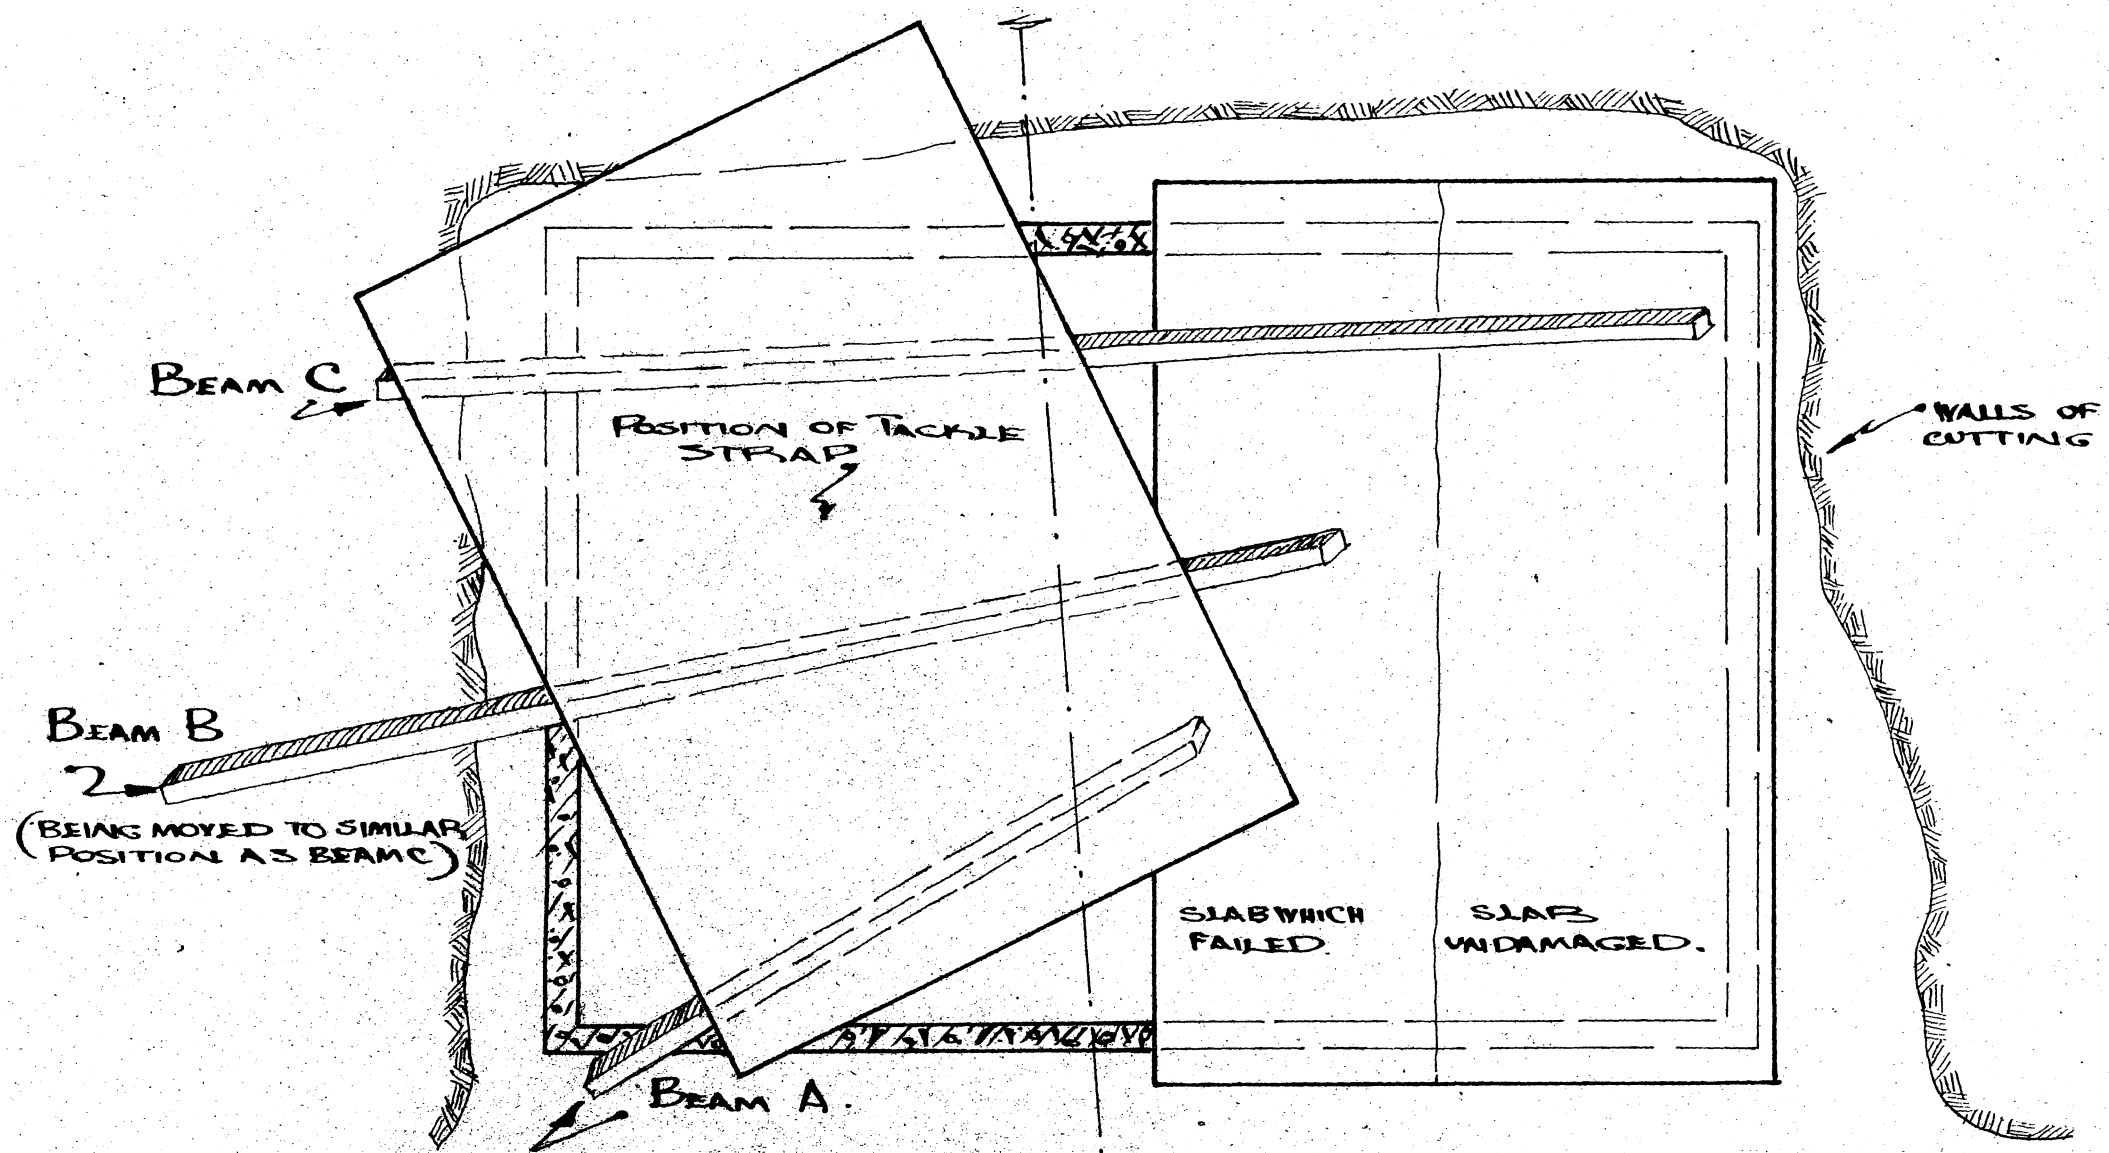 BEAM C
POSITION OF TACKLE
STRAP
WALLS OF
CUTTING
BEAM B
(BEING MOVED TO SIMILAR
POSITION AS BEAM C)
SLAB WHICH
FAILED.
SLAB
UNDAMAGED.
BEAM A.